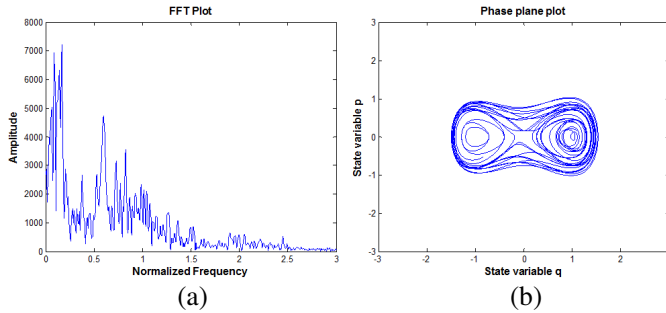 FFT Plot
8000
7000
6000
5000
4000
3000
2000
1000
0
0 0.5 1 1.5 2 2.5 3
Amplitude
Normalized Frequency
(a)
Phase plane plot
3
2
1
0
-1
-2
-3
-3 -2 -1 0 1 2
State variable p
State variable q
(b)